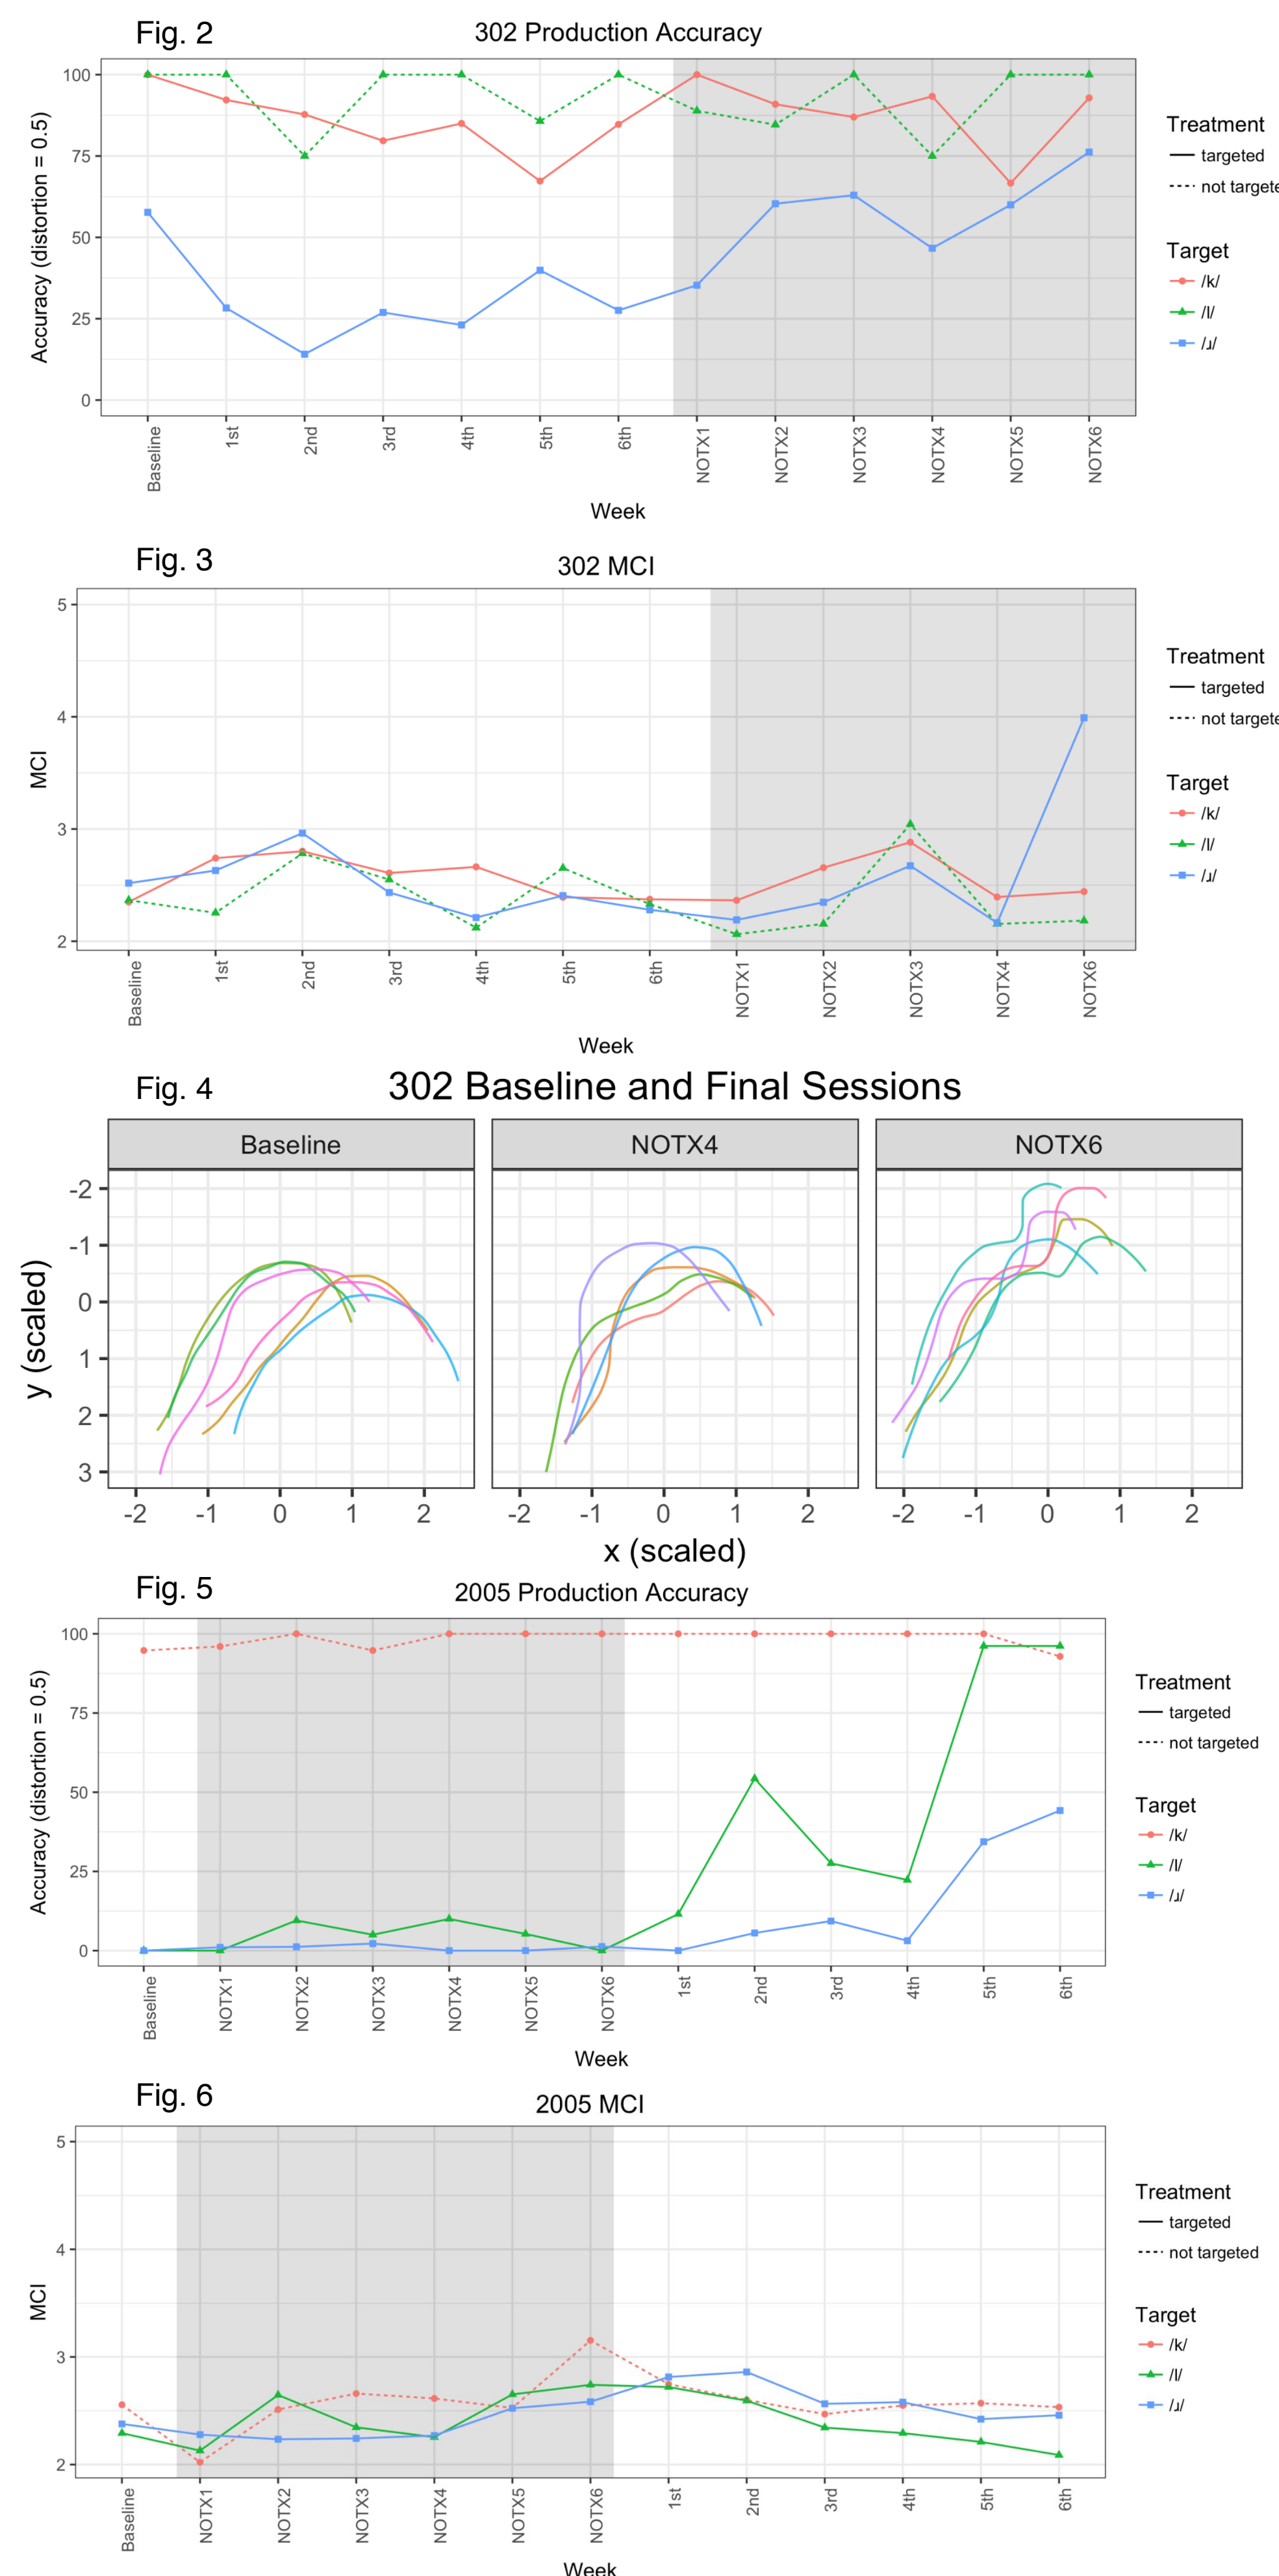 Fig. 2
302 Production Accuracy
Accuracy (distortion = 0.5)
100
75
50
25
0
Baseline
1st
2nd
3rd
4th
5th
6th
NOTX1
NOTX2
NOTX3
NOTX4
NOTX5
NOTX6
Week
Treatment
targeted
not targete
Target
/k/
/l/
/ɹ/
Fig. 3
302 MCI
MCI
5
4
3
2
Baseline
1st
2nd
3rd
4th
5th
6th
NOTX1
NOTX2
NOTX3
NOTX4
NOTX6
Week
Treatment
targeted
not targete
Target
/k/
/l/
/ɹ/
Fig. 4
302 Baseline and Final Sessions
Baseline
NOTX4
NOTX6
y (scaled)
-2
-1
0
1
2
3
-2 -1 0 1 2
-2 -1 0 1 2
-2 -1 0 1 2
x (scaled)
Fig. 5
2005 Production Accuracy
Accuracy (distortion = 0.5)
100
75
50
25
0
Baseline
NOTX1
NOTX2
NOTX3
NOTX4
NOTX5
NOTX6
1st
2nd
3rd
4th
5th
6th
Week
Treatment
targeted
not targeted
Target
/k/
/l/
/ɹ/
Fig. 6
2005 MCI
MCI
5
4
3
2
Baseline
NOTX1
NOTX2
NOTX3
NOTX4
NOTX5
NOTX6
1st
2nd
3rd
4th
5th
6th
Week
Treatment
targeted
not targeted
Target
/k/
/l/
/ɹ/